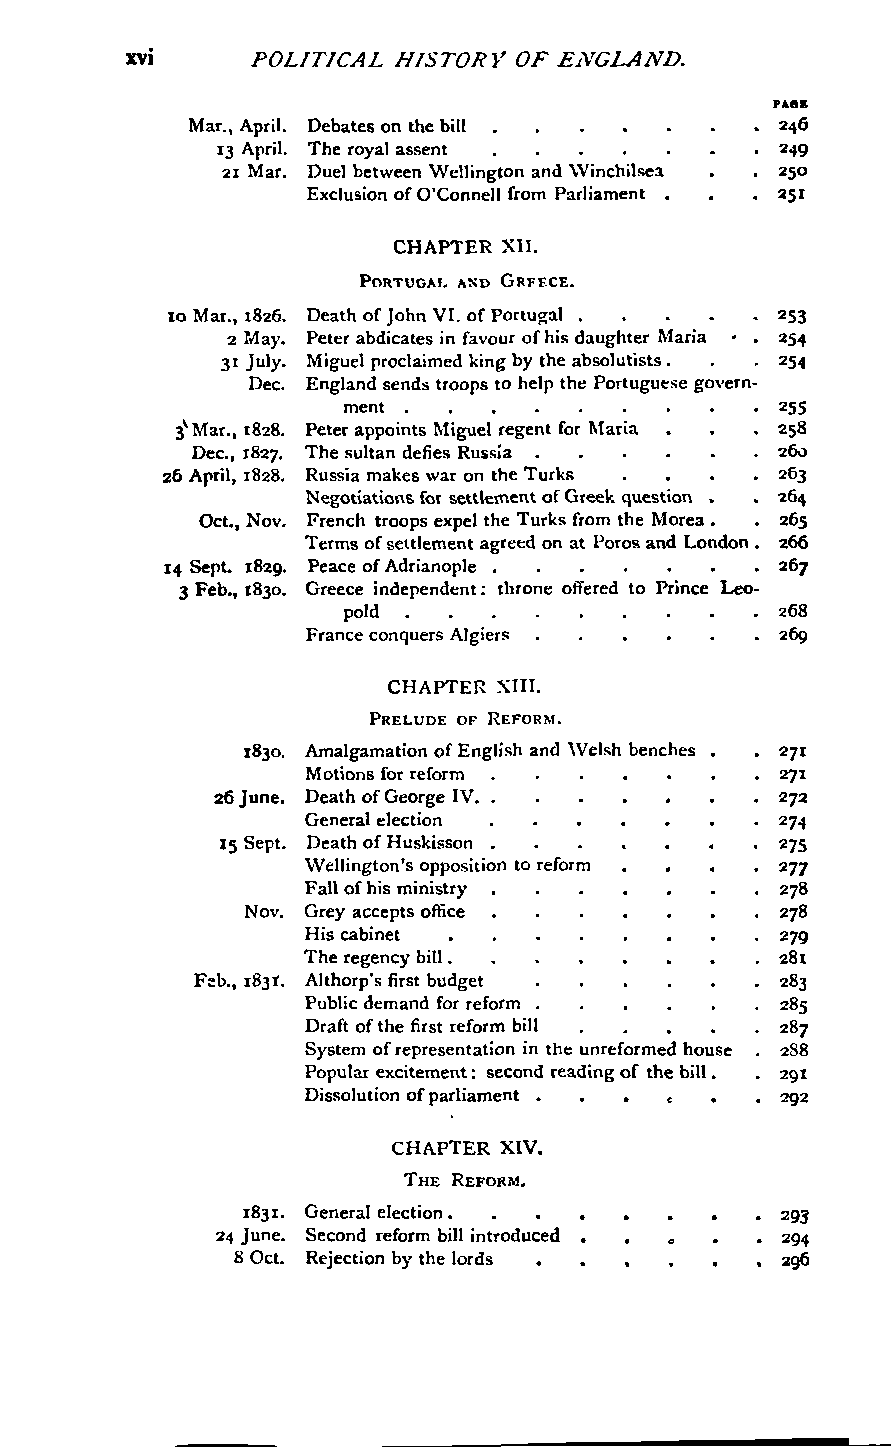 xvi POLITICAL HISTORY OF ENGLAND.
PAGE
Mar., April. Debates on the bill . . . . . . . 246
13 April. The royal assent . . . . . . . 249
21 Mar. Duel between Wellington and Winchilsea . . 250
Exclusion of O'Connell from Parliament . . . 251
CHAPTER XII.
PORTUGAL AND GREECE.
10 Mar., 1826. Death of John VI. of Portugal . . . . . 253
2 May. Peter abdicates in favour of his daughter Maria . . 254
31 July. Miguel proclaimed king by the absolutists . . . 254
Dec. England sends troops to help the Portuguese govern-
ment . . . . . . . . . 255
3 Mar., 1828. Peter appoints Miguel regent for Maria . . . 258
Dec., 1827. The sultan defies Russia . . . . . . 260
26 April, 1828. Russia makes war on the Turks . . . . 263
Negotiations for settlement of Greek question . . 264
Oct., Nov. French troops expel the Turks from the Morea . . 265
Terms of settlement agreed on at Poros and London . 266
14 Sept. 1829. Peace of Adrianople . . . . . . . 267
3 Feb., 1830. Greece independent: throne offered to Prince Leo-
pold . . . . . . . . . 268
France conquers Algiers . . . . . . 269
CHAPTER XIII.
PRELUDE OF REFORM.
1830. Amalgamation of English and Welsh benches . . 271
Motions for reform . . . . . . . 271
26 June. Death of George IV. . . . . . . . 272
General election . . . . . . . 274
15 Sept. Death of Huskisson . . . . . . . 275
Wellington's opposition to reform . . . . 277
Fall of his ministry . . . . . . . 278
Nov. Grey accepts office . . . . . . . 278
His cabinet . . . . . . . . 279
The regency bill . . . . . . . . 281
Feb., 1831. Althorp's first budget . . . . . . 283
Public demand for reform . . . . . . 285
Draft of the first reform bill . . . . . 287
System of representation in the unreformed house . 288
Popular excitement: second reading of the bill . . 291
Dissolution of parliament . . . . . . 292
CHAPTER XIV.
THE REFORM.
1831. General election . . . . . . . . 293
24 June. Second reform bill introduced . . . . . 294
8 Oct. Rejection by the lords . . . . . . 296